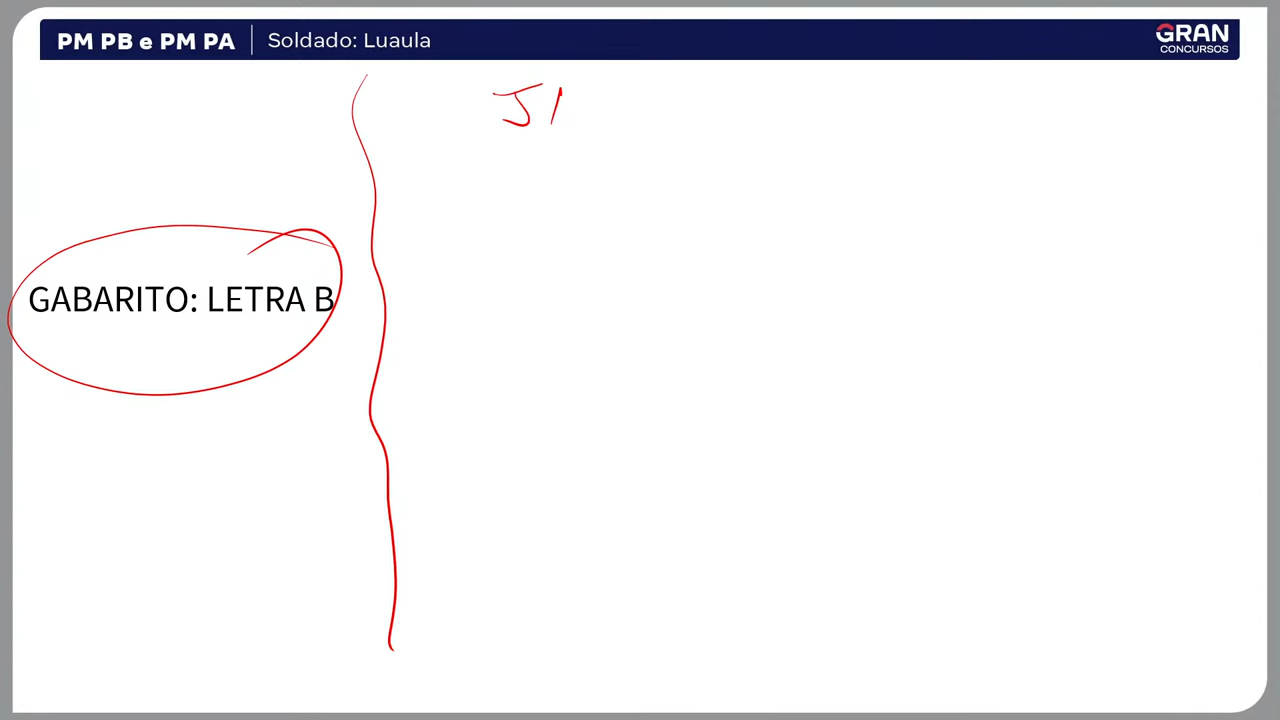 PM PB e PM PA | Soldado: Luaula
GRAN
CONCURSOS
GABARITO: LETRA B